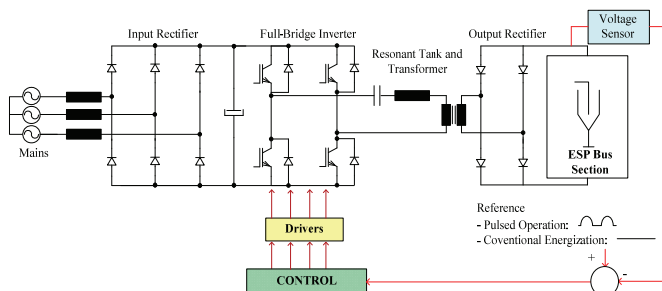 Input Rectifier
Full-Bridge Inverter
Resonant Tank and
Transformer
Output Rectifier
Voltage
Sensor
Mains
ESP Bus
Section
Drivers
CONTROL
Reference
- Pulsed Operation:
- Coventional Energization:
+
-